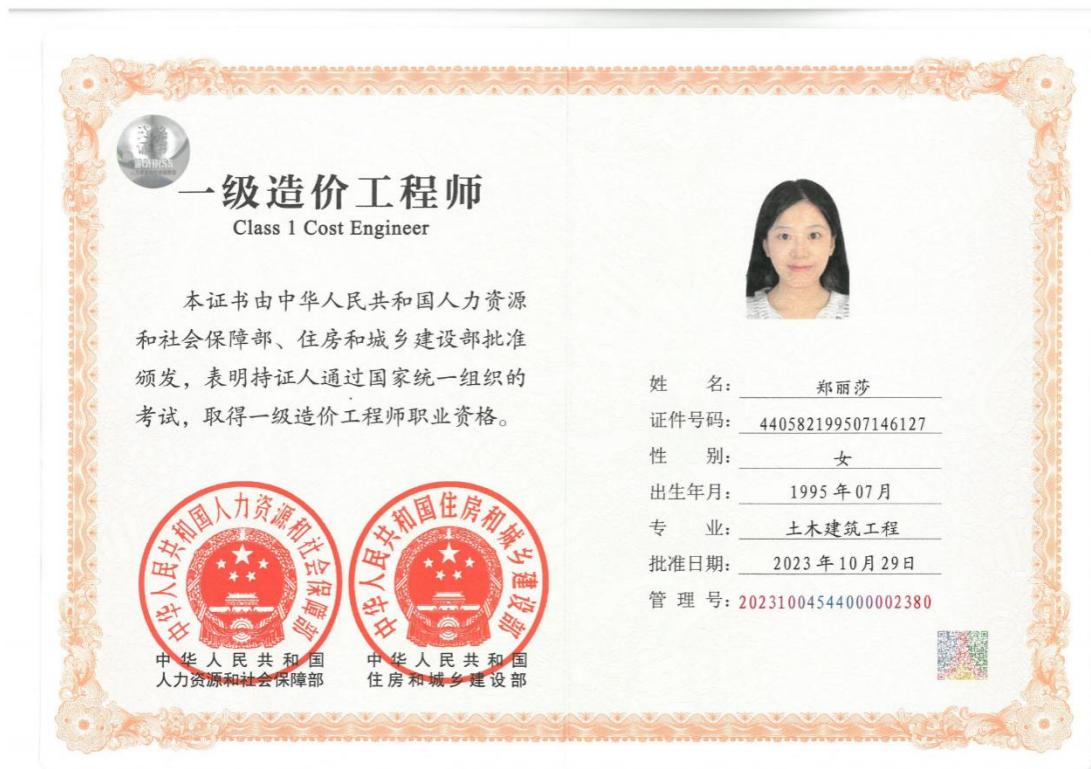 一级造价工程师
Class 1 Cost Engineer
本证书由中华人民共和国人力资源
和社会保障部、住房和城乡建设部批准
颁发，表明持证人通过国家统一组织的
考试，取得一级造价工程师职业资格。
中华人民共和国人力资源和社会保障部
中华人民共和国
人力资源和社会保障部
中华人民共和国住房和城乡建设部
中华人民共和国
住房和城乡建设部
姓 名：郑丽莎
证件号码：440582199507146127
性 别：女
出生年月：1995年07月
专 业：土木建筑工程
批准日期：2023年10月29日
管 理 号：20231004544000002380